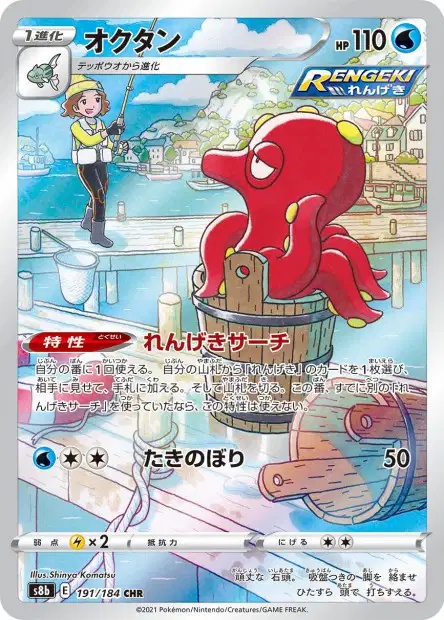 1進化 オクタン HP110
テッポウオから進化
RENGEKI
れんげき
特性 とくせい れんげきサーチ
自分の番に1回使える。自分の山札から「れんげき」のカードを1枚選び、
相手に見せて、手札に加える。そして山札を切る。この番、すでに別の「れ
んげきサーチ」を使っていたなら、この特性は使えない。
たきのぼり 50
弱点 ×2 抵抗力 にげる
Illus. Shinya Komatsu
s8b E 191/184 CHR
頑丈な 石頭。 吸盤つきの 脚を 絡ませ
ひたすら 頭で 打ちすえる。
©2021 Pokémon/Nintendo/Creatures/GAME FREAK.